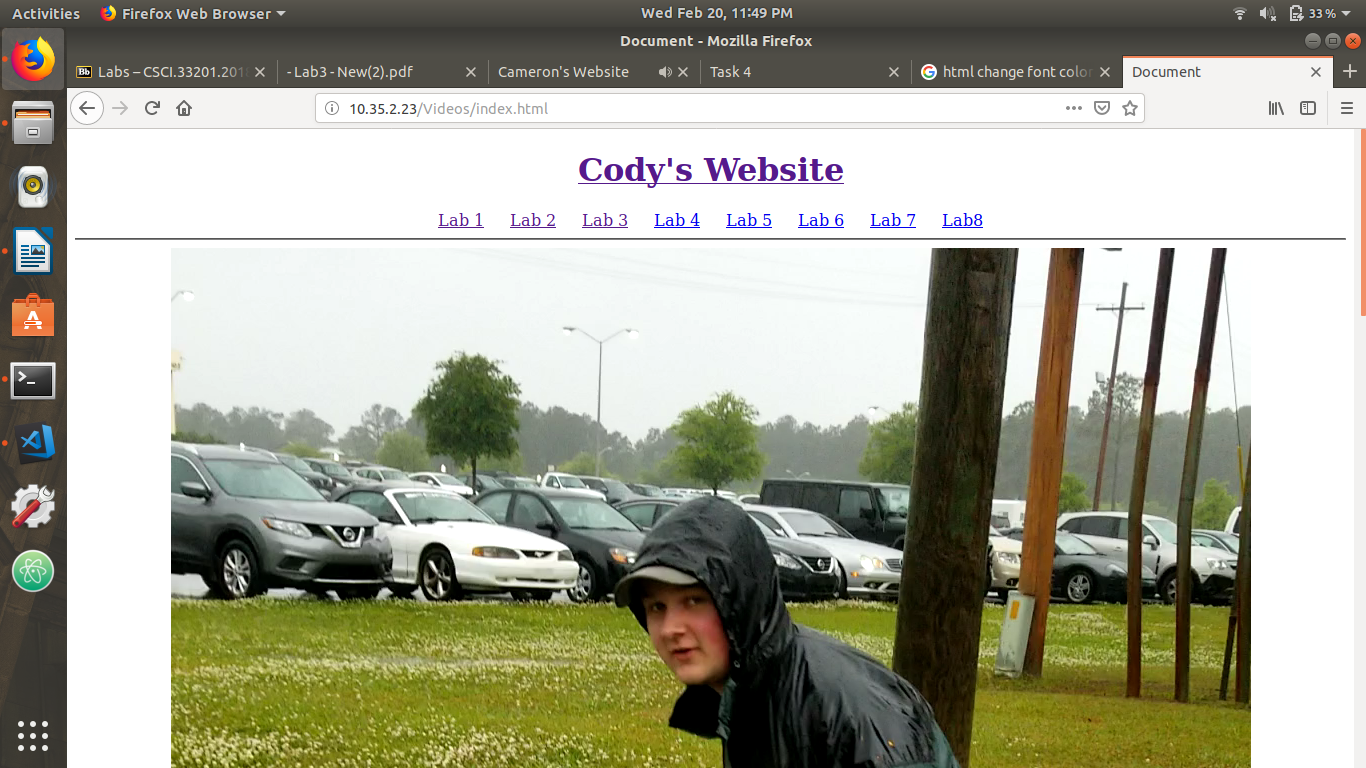 Activities Firefox Web Browser Wed Feb 20, 11:49 PM 33 %
Document - Mozilla Firefox
Bb Labs – CSCI.33201.201 - Lab3 - New(2).pdf Cameron's Website Task 4 html change font color Document
10.35.2.23/Videos/index.html
Cody's Website
Lab 1 Lab 2 Lab 3 Lab 4 Lab 5 Lab 6 Lab 7 Lab8